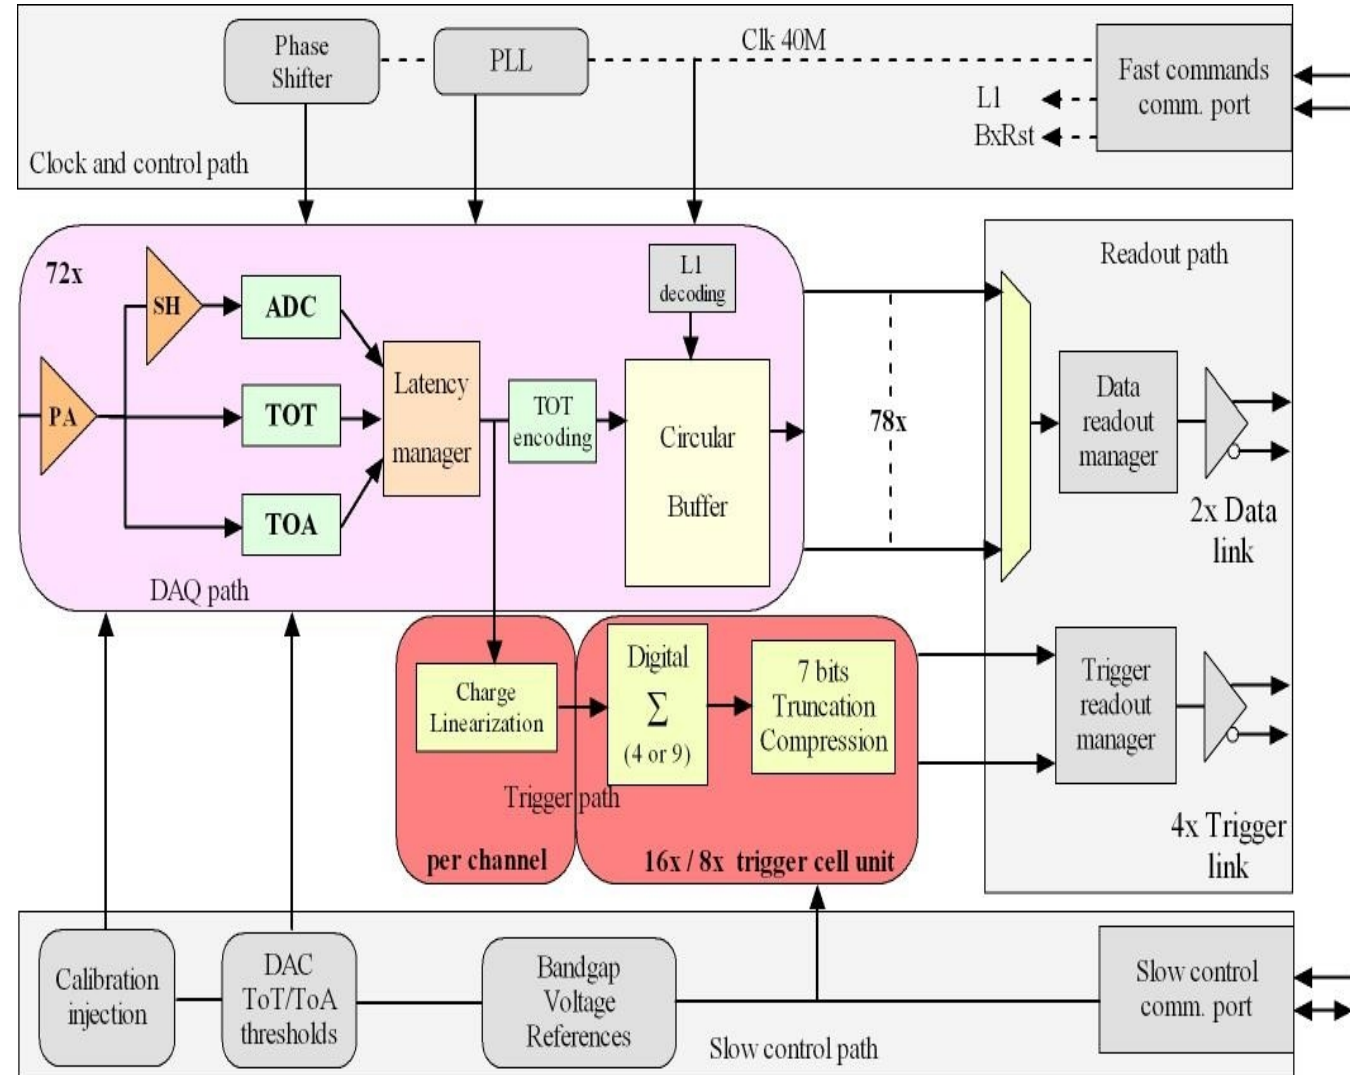 Phase
Shifter
PLL
Clk 40M
Fast commands
comm. port
L1
BxRst
Clock and control path
72x
SH
ADC
PA
TOT
TOA
Latency
manager
TOT
encoding
L1
decoding
Circular
Buffer
DAQ path
78x
Readout path
Data
readout
manager
2x Data
link
Charge
Linearization
Digital
Σ
(4 or 9)
7 bits
Truncation
Compression
Trigger path
per channel
16x / 8x trigger cell unit
Trigger
readout
manager
4x Trigger
link
Calibration
injection
DAC
ToT/ToA
thresholds
Bandgap
Voltage
References
Slow control
comm. port
Slow control path